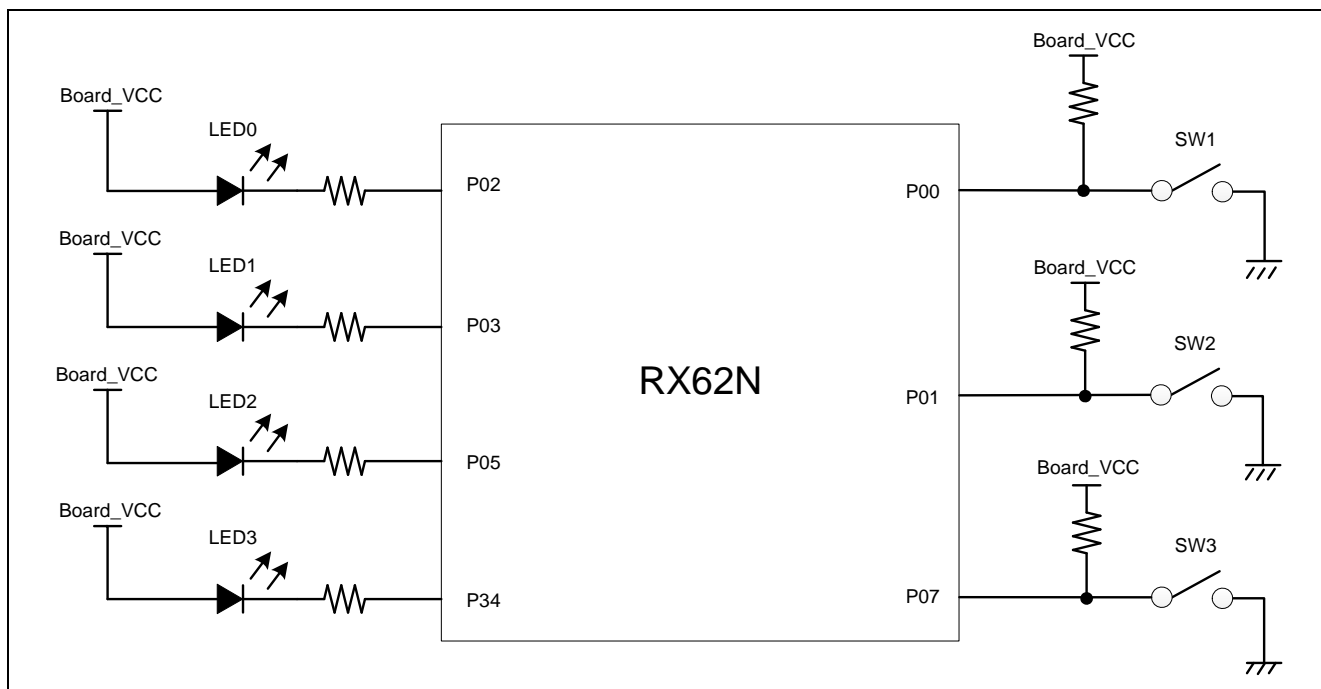 Board_VCC
LED0
P02
Board_VCC
LED1
P03
Board_VCC
LED2
P05
Board_VCC
LED3
P34
RX62N
Board_VCC
SW1
P00
Board_VCC
SW2
P01
Board_VCC
SW3
P07